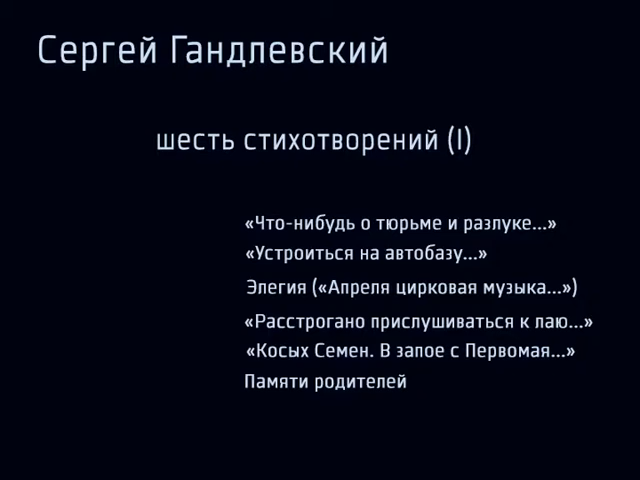 Сергей Гандлевский
шесть стихотворений (I)
«Что-нибудь о тюрьме и разлуке...»
«Устроиться на автобазу...»
Элегия («Апреля цирковая музыка...»)
«Расстрогано прислушиваться к лаю...»
«Косых Семен. В запое с Первомая...»
Памяти родителей